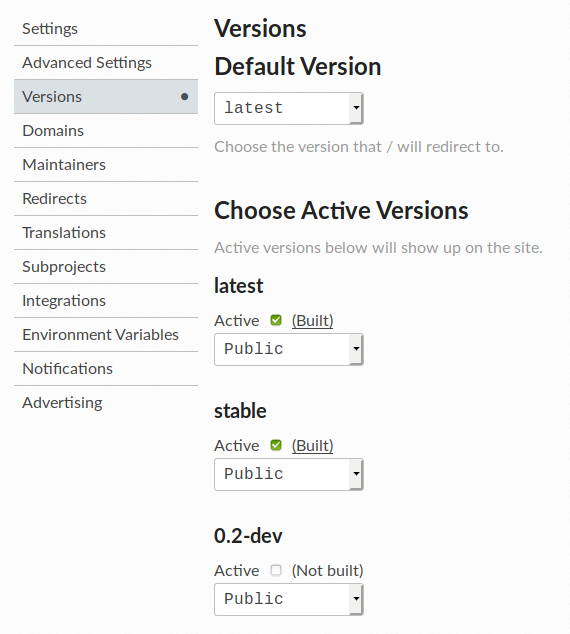 Settings
Advanced Settings
Versions
Domains
Maintainers
Redirects
Translations
Subprojects
Integrations
Environment Variables
Notifications
Advertising
Versions
Default Version
latest
Choose the version that / will redirect to.
Choose Active Versions
Active versions below will show up on the site.
latest
Active (Built)
Public
stable
Active (Built)
Public
0.2-dev
Active (Not built)
Public